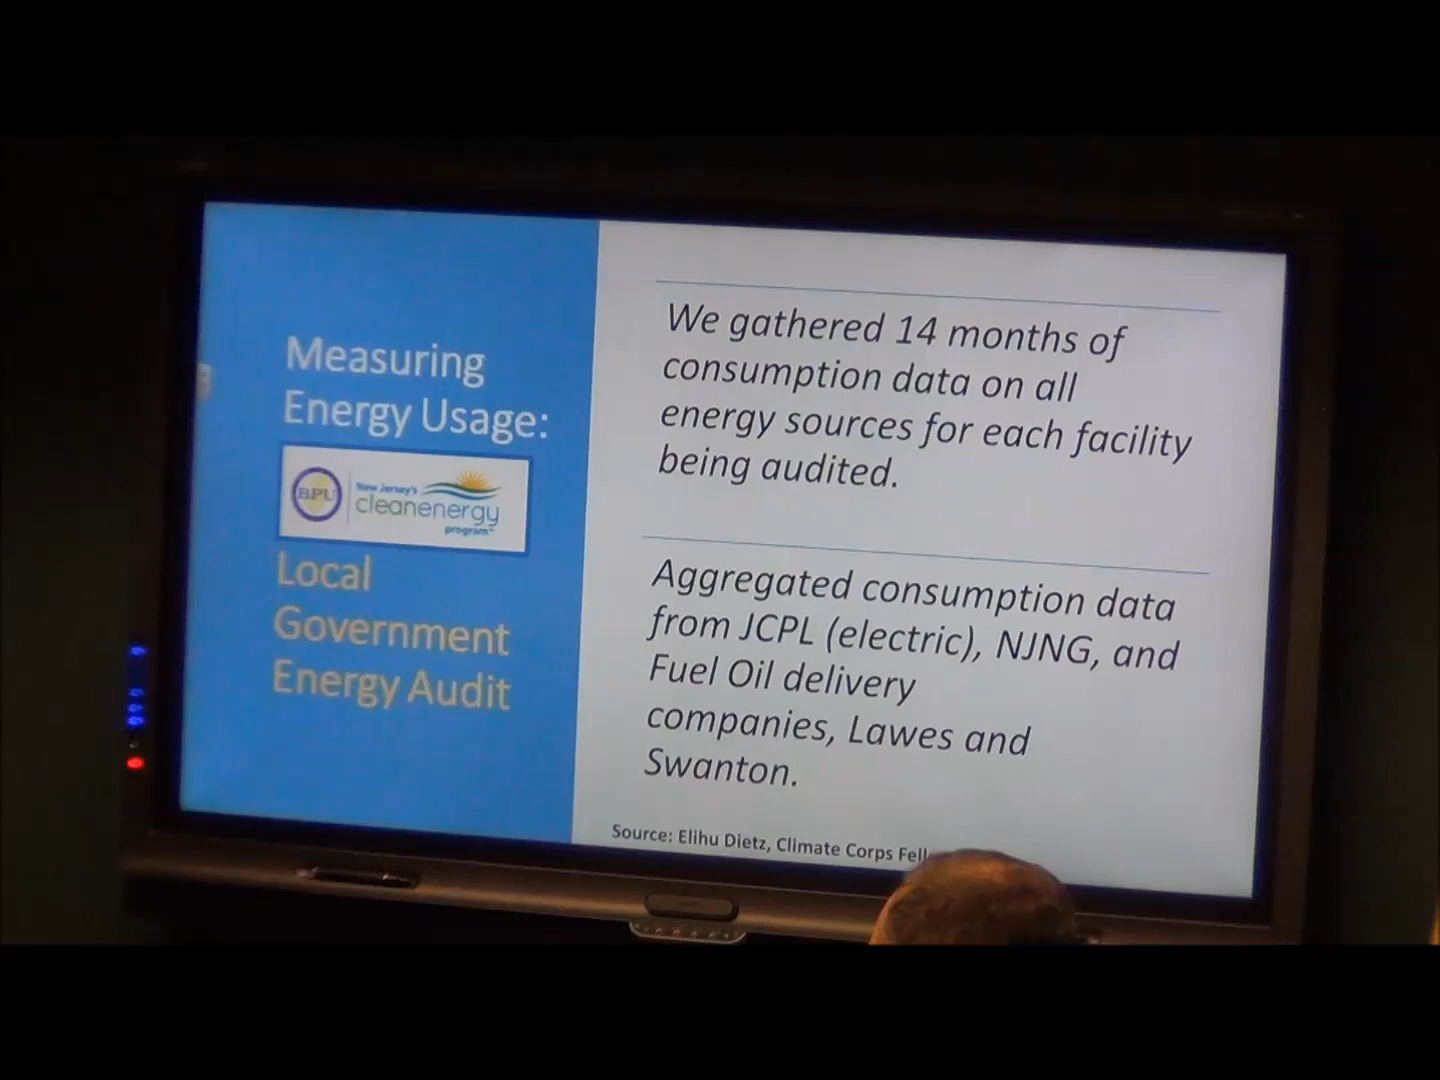 Measuring
Energy Usage:
BPU
New Jersey's
cleanenergy
program™
Local
Government
Energy Audit
We gathered 14 months of
consumption data on all
energy sources for each facility
being audited.
Aggregated consumption data
from JCPL (electric), NJNG, and
Fuel Oil delivery
companies, Lawes and
Swanton.
Source: Elihu Dietz, Climate Corps